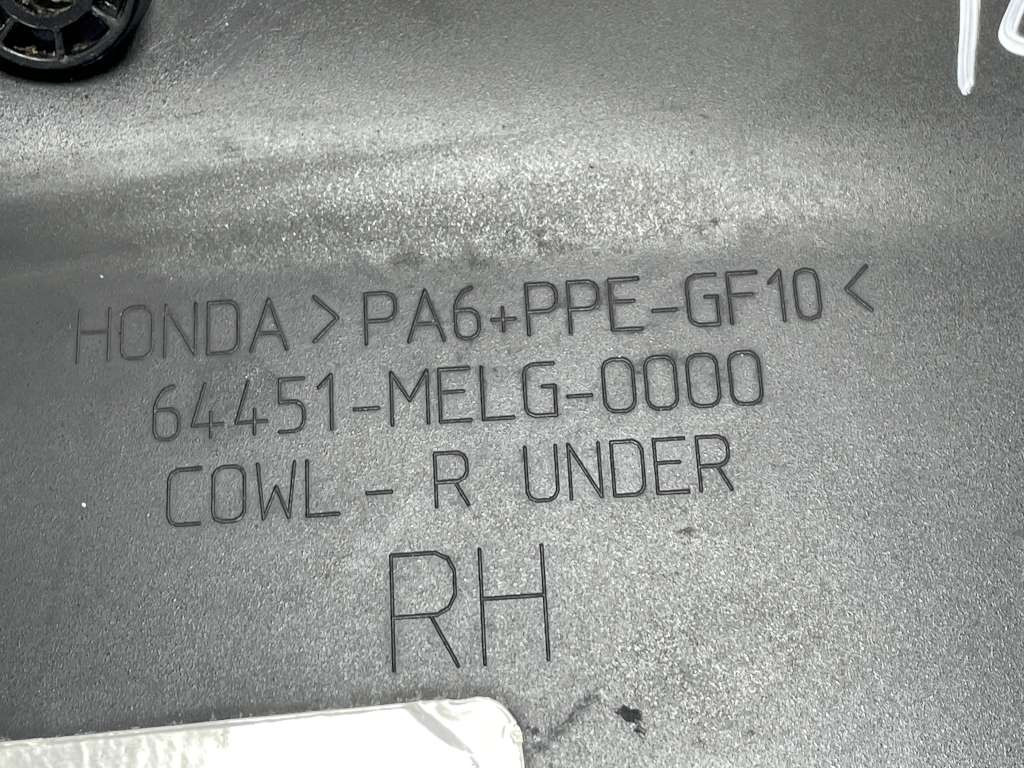 HONDA >PA6+PPE-GF10<
64451-MELG-0000
COWL - R UNDER
RH